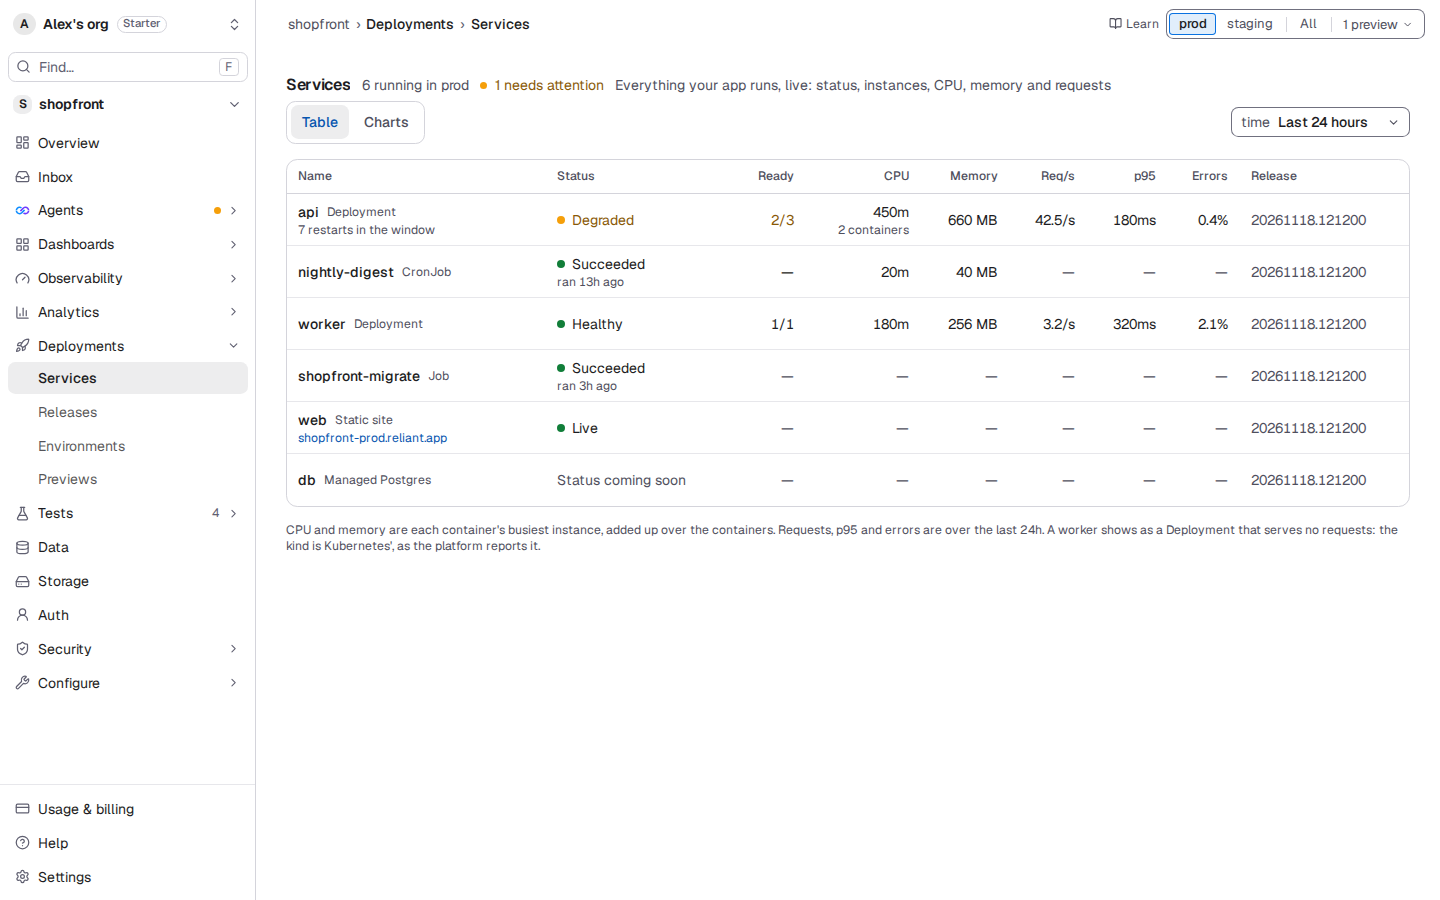 A Alex's org Starter
Find... F
S shopfront
Overview
Inbox
Agents
Dashboards
Observability
Analytics
Deployments
Services
Releases
Environments
Previews
Tests 4
Data
Storage
Auth
Security
Configure
Usage & billing
Help
Settings
shopfront › Deployments › Services
Learn prod staging All 1 preview
Services 6 running in prod 1 needs attention Everything your app runs, live: status, instances, CPU, memory and requests
Table Charts
time Last 24 hours
Name Status Ready CPU Memory Req/s p95 Errors Release
api Deployment Degraded 2/3 450m 660 MB 42.5/s 180ms 0.4% 20261118.121200
7 restarts in the window 2 containers
nightly-digest CronJob Succeeded — 20m 40 MB — — — 20261118.121200
ran 13h ago
worker Deployment Healthy 1/1 180m 256 MB 3.2/s 320ms 2.1% 20261118.121200
shopfront-migrate Job Succeeded — — — — — — 20261118.121200
ran 3h ago
web Static site Live — — — — — — 20261118.121200
shopfront-prod.reliant.app
db Managed Postgres Status coming soon — — — — — — 20261118.121200
CPU and memory are each container's busiest instance, added up over the containers. Requests, p95 and errors are over the last 24h. A worker shows as a Deployment that serves no requests: the
kind is Kubernetes', as the platform reports it.